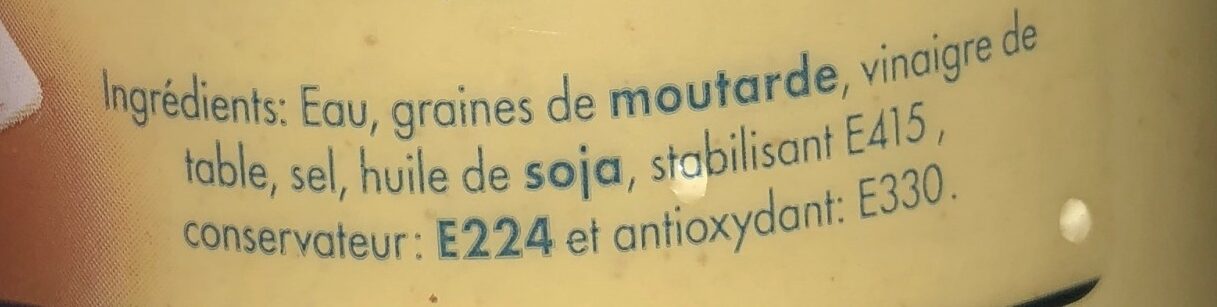 Ingrédients: Eau, graines de moutarde, vinaigre de
table, sel, huile de soja, stabilisant E415 ,
conservateur : E224 et antioxydant: E330.